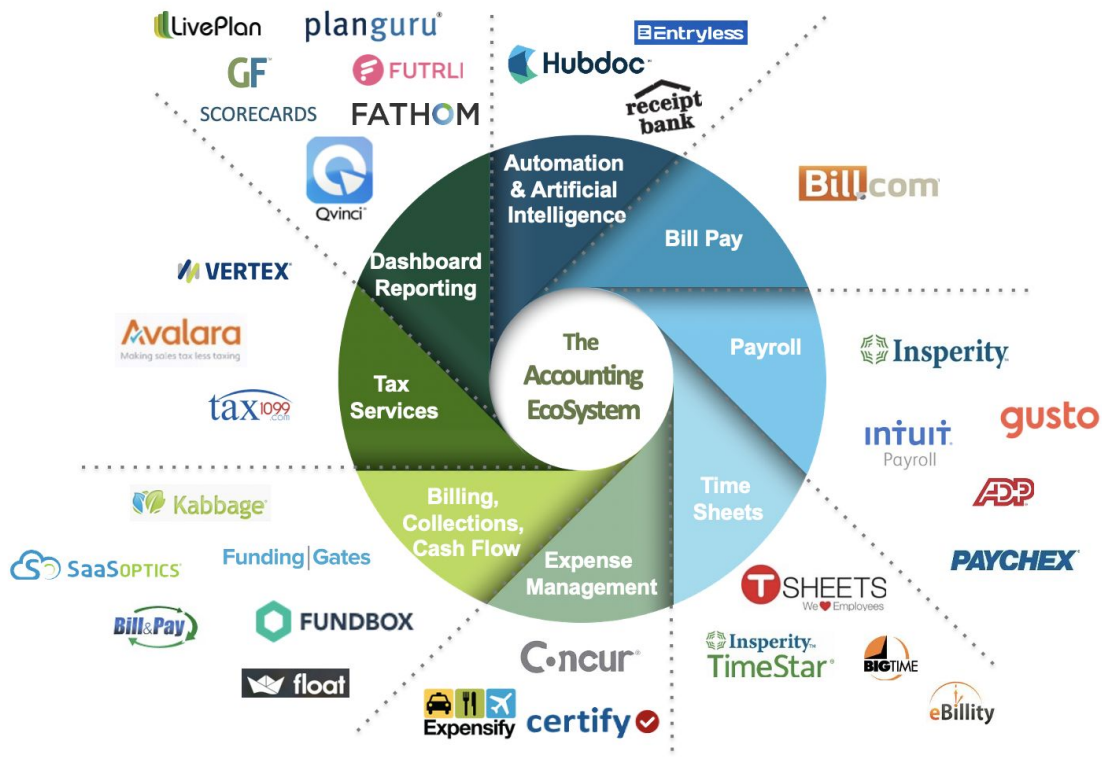 LivePlan
planguru
GF
SCORECARDS
FUTRLI
FATHOM
Qvinci
Entryless
Hubdoc
receipt
bank
Bill.com
Automation
& Artificial
Intelligence
Bill Pay
Dashboard
Reporting
VERTEX
Avalara
Making sales tax less taxing
tax1099
.com
Tax
Services
The
Accounting
EcoSystem
Payroll
Insperity
gusto
intuit
Payroll
ADP
PAYCHEX
Time
Sheets
T SHEETS
We ❤ Employees
Insperity
TimeStar
BIGTIME
eBillity
Expense
Management
C•ncur
Expensify
certify
Billing,
Collections,
Cash Flow
Kabbage
SaaSOPTICS
Funding|Gates
Bill&Pay
FUNDBOX
float